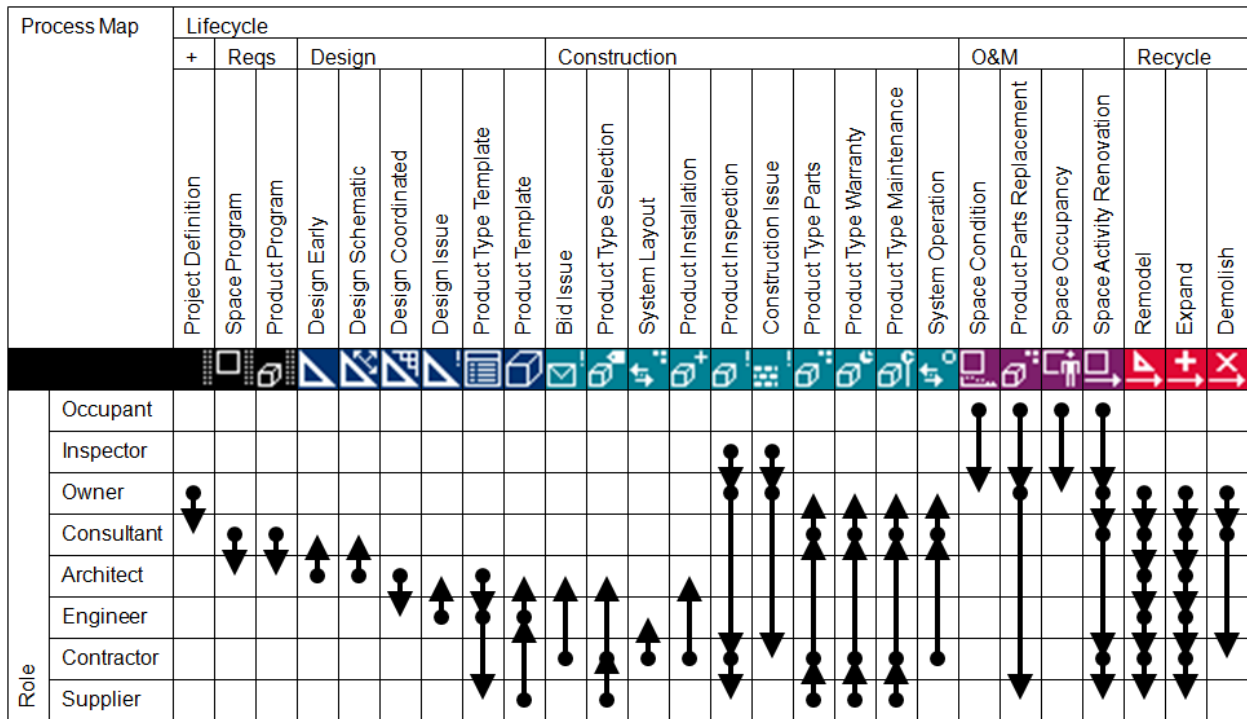 Process Map
Lifecycle
+
Reqs
Design
Construction
O&M
Recycle
Project Definition
Space Program
Product Program
Design Early
Design Schematic
Design Coordinated
Design Issue
Product Type Template
Product Template
Bid Issue
Product Type Selection
System Layout
Product Installation
Product Inspection
Construction Issue
Product Type Parts
Product Type Warranty
Product Type Maintenance
System Operation
Space Condition
Product Parts Replacement
Space Occupancy
Space Activity Renovation
Remodel
Expand
Demolish
Role
Occupant
Inspector
Owner
Consultant
Architect
Engineer
Contractor
Supplier